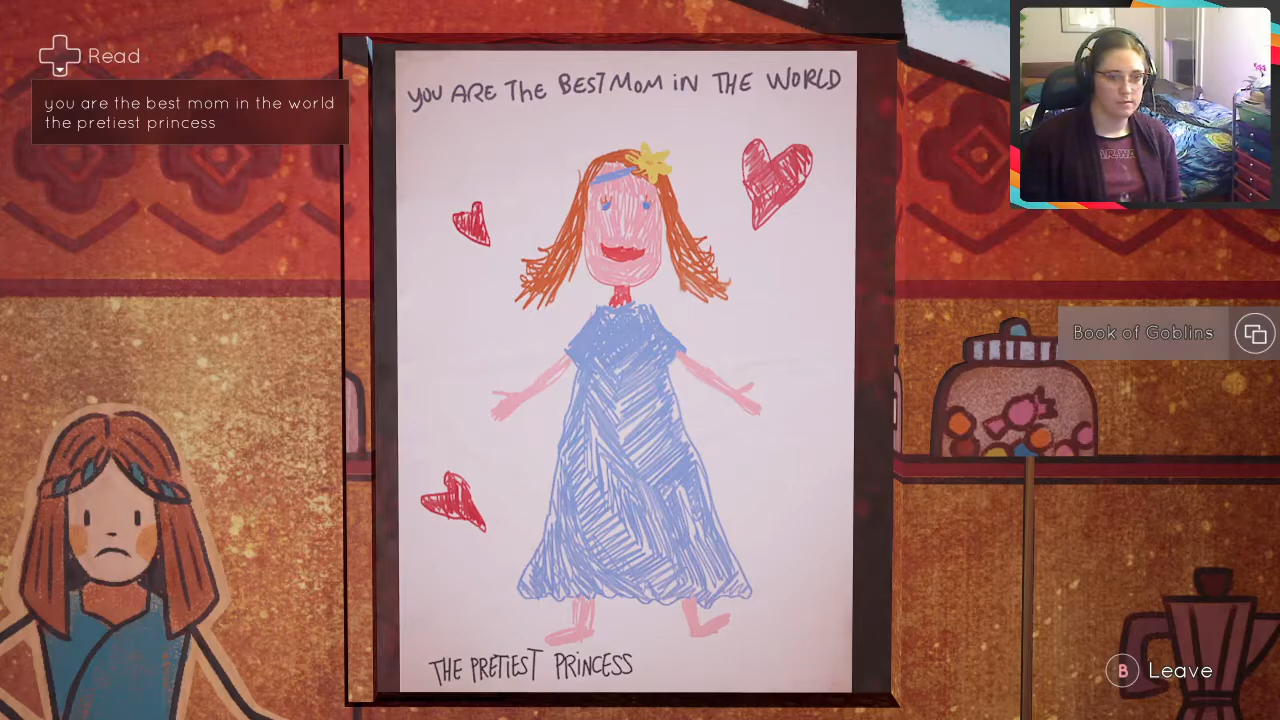 Read
you are the best mom in the world
the pretiest princess
YOU ARE THE BEST MOM IN THE WORLD
THE PRETIEST PRINCESS
Book of Goblins
B Leave